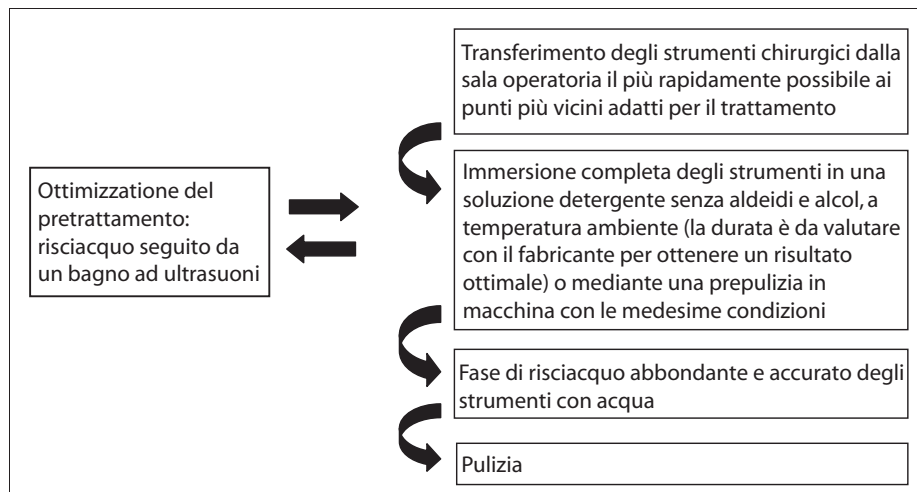 Transferimento degli strumenti chirurgici dalla
sala operatoria il più rapidamente possibile ai
punti più vicini adatti per il trattamento
Ottimizzatione del
pretrattamento:
risciacquo seguito da
un bagno ad ultrasuoni
Immersione completa degli strumenti in una
soluzione detergente senza aldeidi e alcol, a
temperatura ambiente (la durata è da valutare
con il fabricante per ottenere un risultato
ottimale) o mediante una prepulizia in
macchina con le medesime condizioni
Fase di risciacquo abbondante e accurato degli
strumenti con acqua
Pulizia